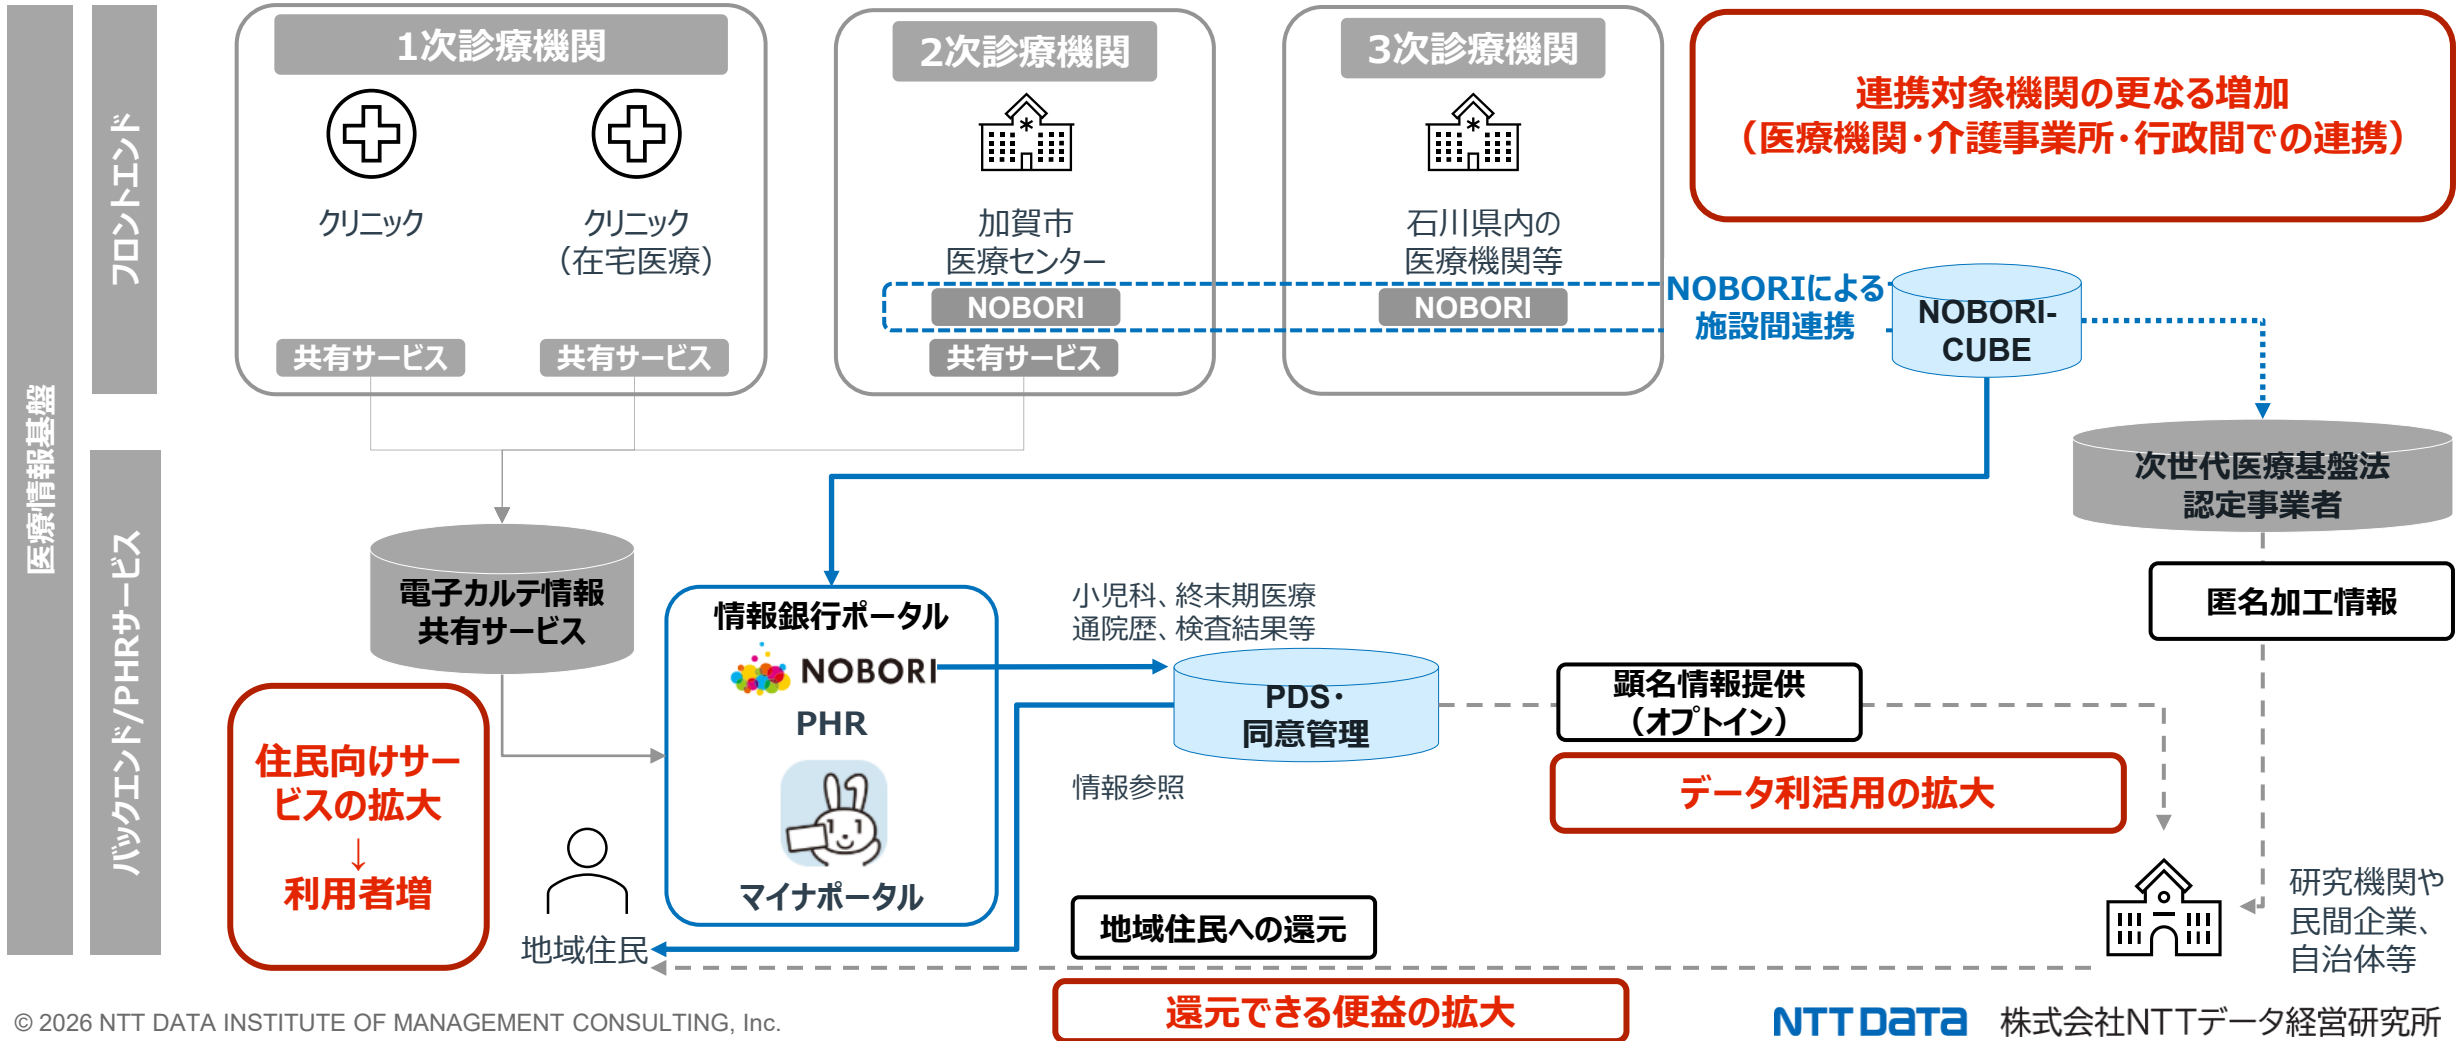 医療情報基盤
フロントエンド
バックエンド/PHRサービス
1次診療機関
クリニック
クリニック
（在宅医療）
共有サービス
共有サービス
2次診療機関
加賀市
医療センター
NOBORI
共有サービス
3次診療機関
石川県内の
医療機関等
NOBORI
NOBORIによる
施設間連携
連携対象機関の更なる増加
（医療機関・介護事業所・行政間での連携）
NOBORI-
CUBE
次世代医療基盤法
認定事業者
匿名加工情報
電子カルテ情報
共有サービス
情報銀行ポータル
NOBORI
PHR
マイナポータル
小児科、終末期医療
通院歴、検査結果等
PDS・
同意管理
情報参照
顕名情報提供
（オプトイン）
データ利活用の拡大
住民向けサー
ビスの拡大
↓
利用者増
地域住民
地域住民への還元
還元できる便益の拡大
研究機関や
民間企業、
自治体等
© 2026 NTT DATA INSTITUTE OF MANAGEMENT CONSULTING, Inc.
NTT DATA 株式会社NTTデータ経営研究所